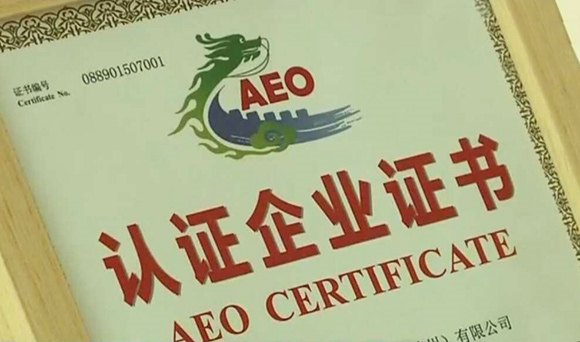 证书编号
Certificate No. 088901507001
AEO
认证企业证书
AEO CERTIFICATE
）有限公司